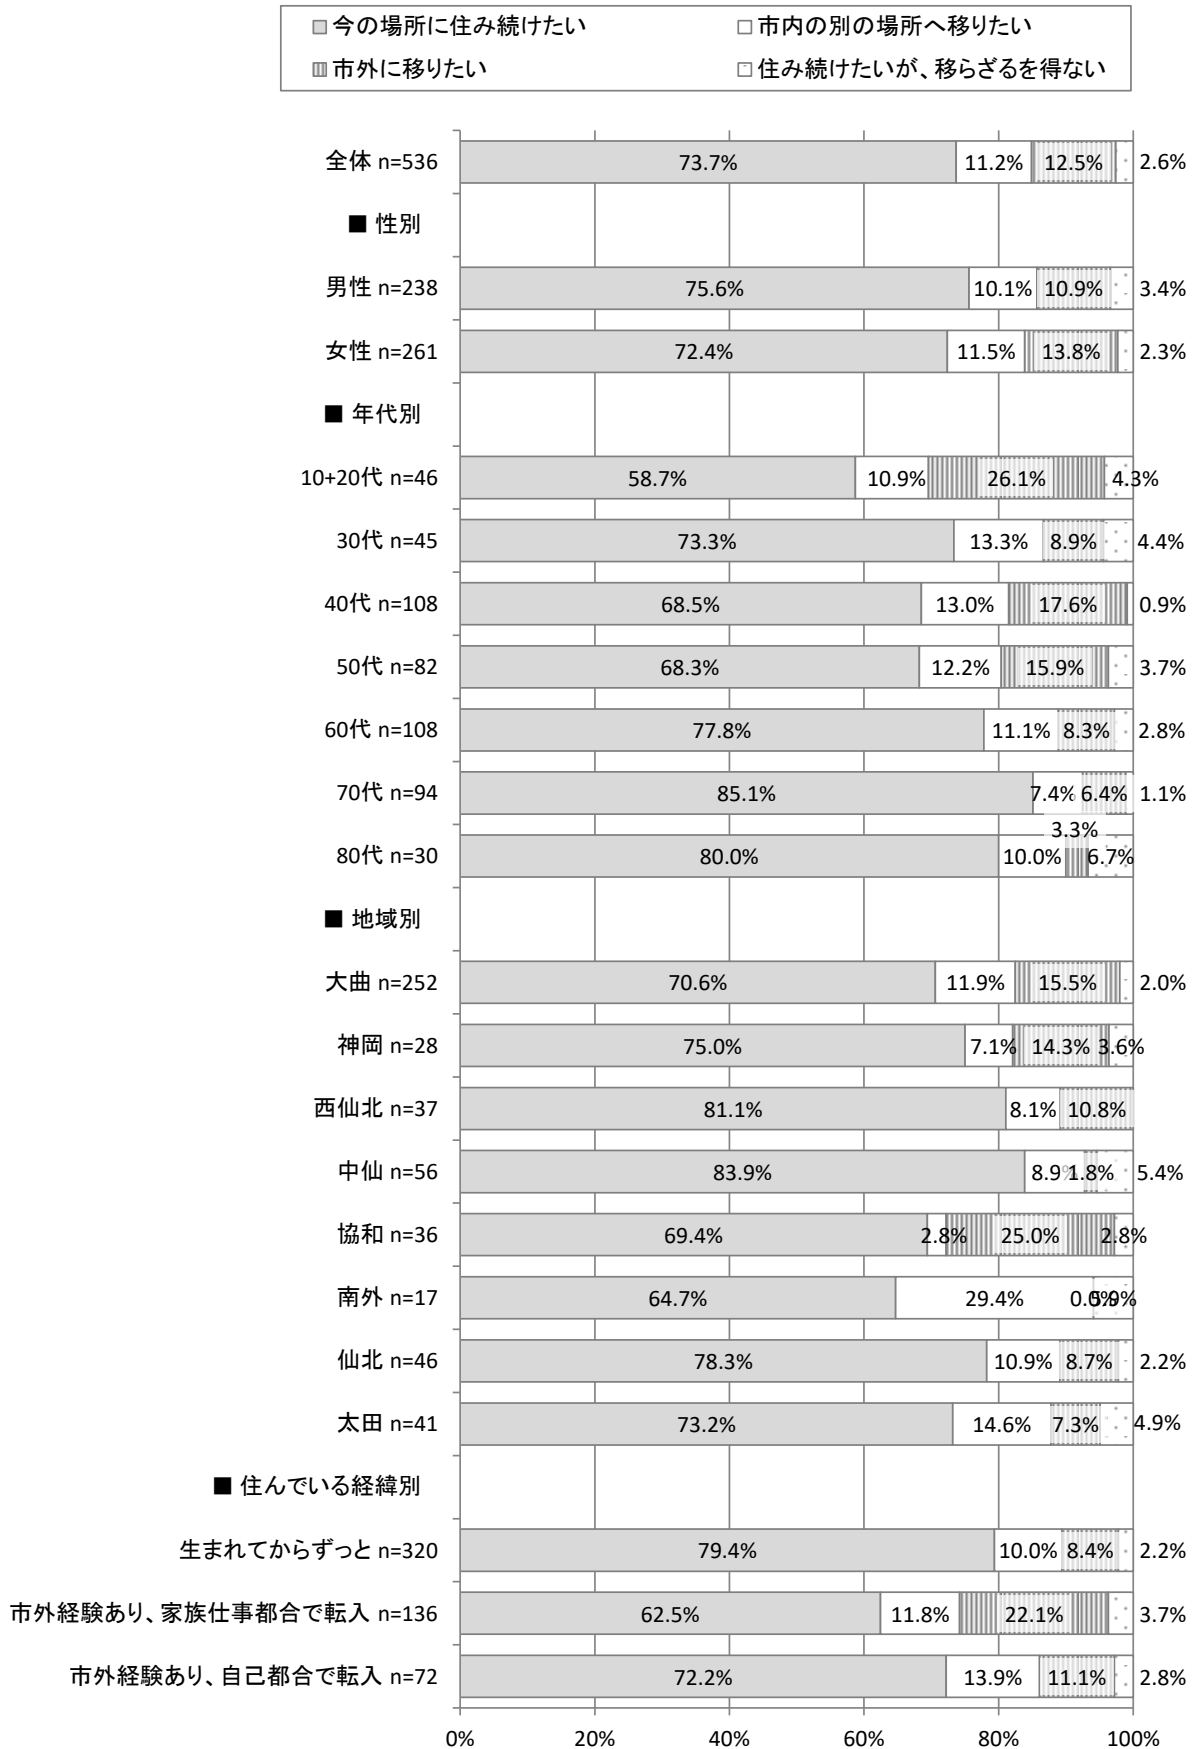 今の場所に住み続けたい 市内の別の場所へ移りたい
市外に移りたい 住み続けたいが、移らざるを得ない
全体 n=536 73.7% 11.2% 12.5% 2.6%
■ 性別
男性 n=238 75.6% 10.1% 10.9% 3.4%
女性 n=261 72.4% 11.5% 13.8% 2.3%
■ 年代別
10+20代 n=46 58.7% 10.9% 26.1% 4.3%
30代 n=45 73.3% 13.3% 8.9% 4.4%
40代 n=108 68.5% 13.0% 17.6% 0.9%
50代 n=82 68.3% 12.2% 15.9% 3.7%
60代 n=108 77.8% 11.1% 8.3% 2.8%
70代 n=94 85.1% 7.4% 6.4% 1.1%
80代 n=30 80.0% 10.0% 3.3% 6.7%
■ 地域別
大曲 n=252 70.6% 11.9% 15.5% 2.0%
神岡 n=28 75.0% 7.1% 14.3% 3.6%
西仙北 n=37 81.1% 8.1% 10.8%
中仙 n=56 83.9% 8.9% 1.8% 5.4%
協和 n=36 69.4% 2.8% 25.0% 2.8%
南外 n=17 64.7% 29.4% 0.0% 5.9%
仙北 n=46 78.3% 10.9% 8.7% 2.2%
太田 n=41 73.2% 14.6% 7.3% 4.9%
■ 住んでいる経緯別
生まれてからずっと n=320 79.4% 10.0% 8.4% 2.2%
市外経験あり、家族仕事都合で転入 n=136 62.5% 11.8% 22.1% 3.7%
市外経験あり、自己都合で転入 n=72 72.2% 13.9% 11.1% 2.8%
0% 20% 40% 60% 80% 100%